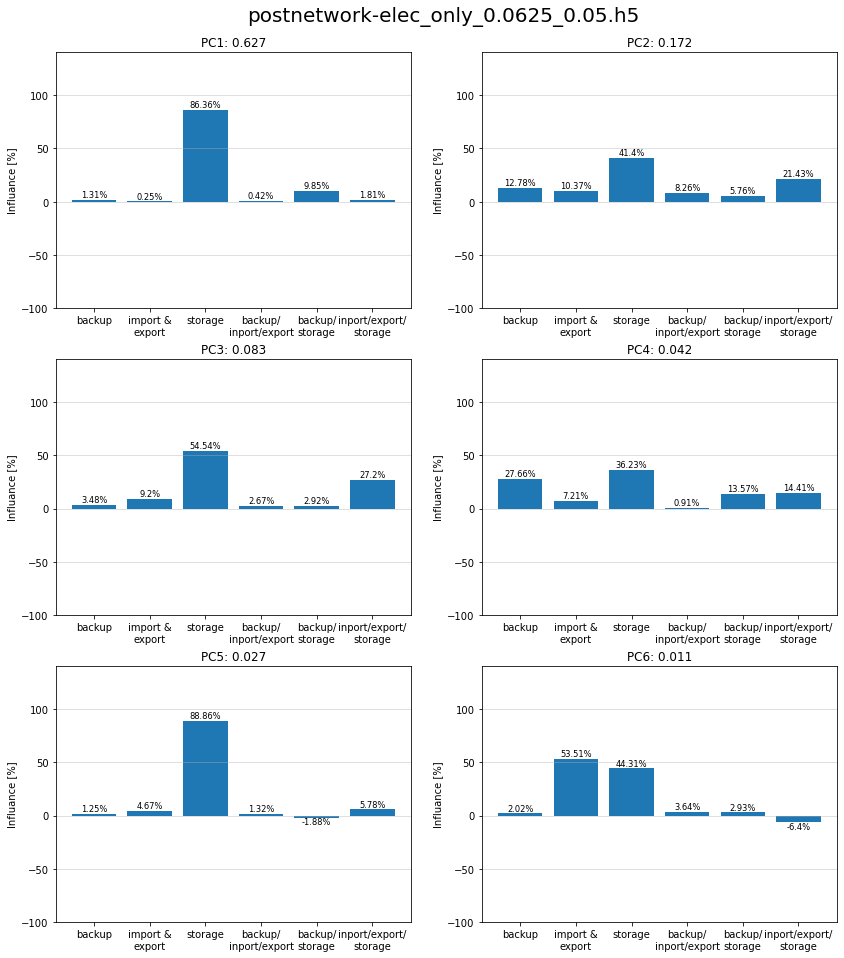 postnetwork-elec_only_0.0625_0.05.h5
PC1: 0.627
Influance [%]
100
50
0
−50
−100
1.31%
0.25%
86.36%
0.42%
9.85%
1.81%
backup
import &
export
storage
backup/
inport/export
backup/
storage
inport/export/
storage
PC2: 0.172
Influance [%]
100
50
0
−50
−100
12.78%
10.37%
41.4%
8.26%
5.76%
21.43%
backup
import &
export
storage
backup/
inport/export
backup/
storage
inport/export/
storage
PC3: 0.083
Influance [%]
100
50
0
−50
−100
3.48%
9.2%
54.54%
2.67%
2.92%
27.2%
backup
import &
export
storage
backup/
inport/export
backup/
storage
inport/export/
storage
PC4: 0.042
Influance [%]
100
50
0
−50
−100
27.66%
7.21%
36.23%
0.91%
13.57%
14.41%
backup
import &
export
storage
backup/
inport/export
backup/
storage
inport/export/
storage
PC5: 0.027
Influance [%]
100
50
0
−50
−100
1.25%
4.67%
88.86%
1.32%
-1.88%
5.78%
backup
import &
export
storage
backup/
inport/export
backup/
storage
inport/export/
storage
PC6: 0.011
Influance [%]
100
50
0
−50
−100
2.02%
53.51%
44.31%
3.64%
2.93%
-6.4%
backup
import &
export
storage
backup/
inport/export
backup/
storage
inport/export/
storage